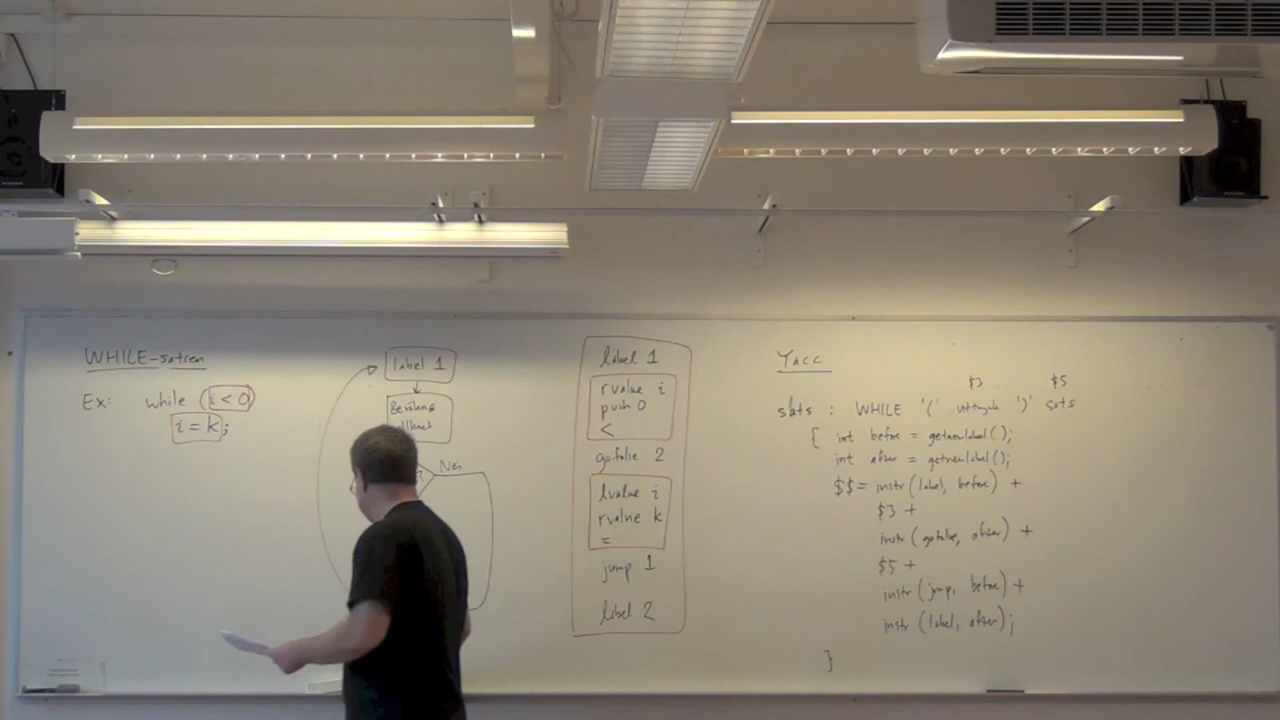 WHILE-satsen
Ex: while (i < 0)
i = k;
label 1
Beräkna
Nej
label 1
rvalue i
push 0
<
gofalse 2
lvalue i
rvalue k
=
jump 1
label 2
Yacc
$3 $5
sats : WHILE '(' uttryck ')' sats
{ int before = getnewlabel();
int after = getnewlabel();
$$ = instr(label, before) +
$3 +
instr(gofalse, after) +
$5 +
instr(jump, before) +
instr(label, after);
}